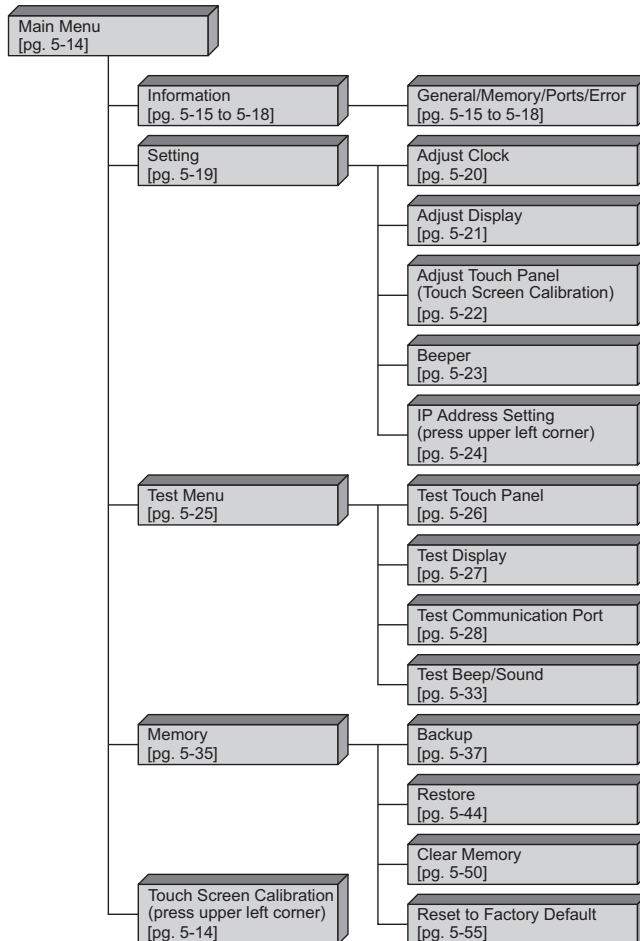 Main Menu
[pg. 5-14]
Information
[pg. 5-15 to 5-18]
General/Memory/Ports/Error
[pg. 5-15 to 5-18]
Setting
[pg. 5-19]
Adjust Clock
[pg. 5-20]
Adjust Display
[pg. 5-21]
Adjust Touch Panel
(Touch Screen Calibration)
[pg. 5-22]
Beeper
[pg. 5-23]
IP Address Setting
(press upper left corner)
[pg. 5-24]
Test Menu
[pg. 5-25]
Test Touch Panel
[pg. 5-26]
Test Display
[pg. 5-27]
Test Communication Port
[pg. 5-28]
Test Beep/Sound
[pg. 5-33]
Memory
[pg. 5-35]
Backup
[pg. 5-37]
Restore
[pg. 5-44]
Clear Memory
[pg. 5-50]
Reset to Factory Default
[pg. 5-55]
Touch Screen Calibration
(press upper left corner)
[pg. 5-14]